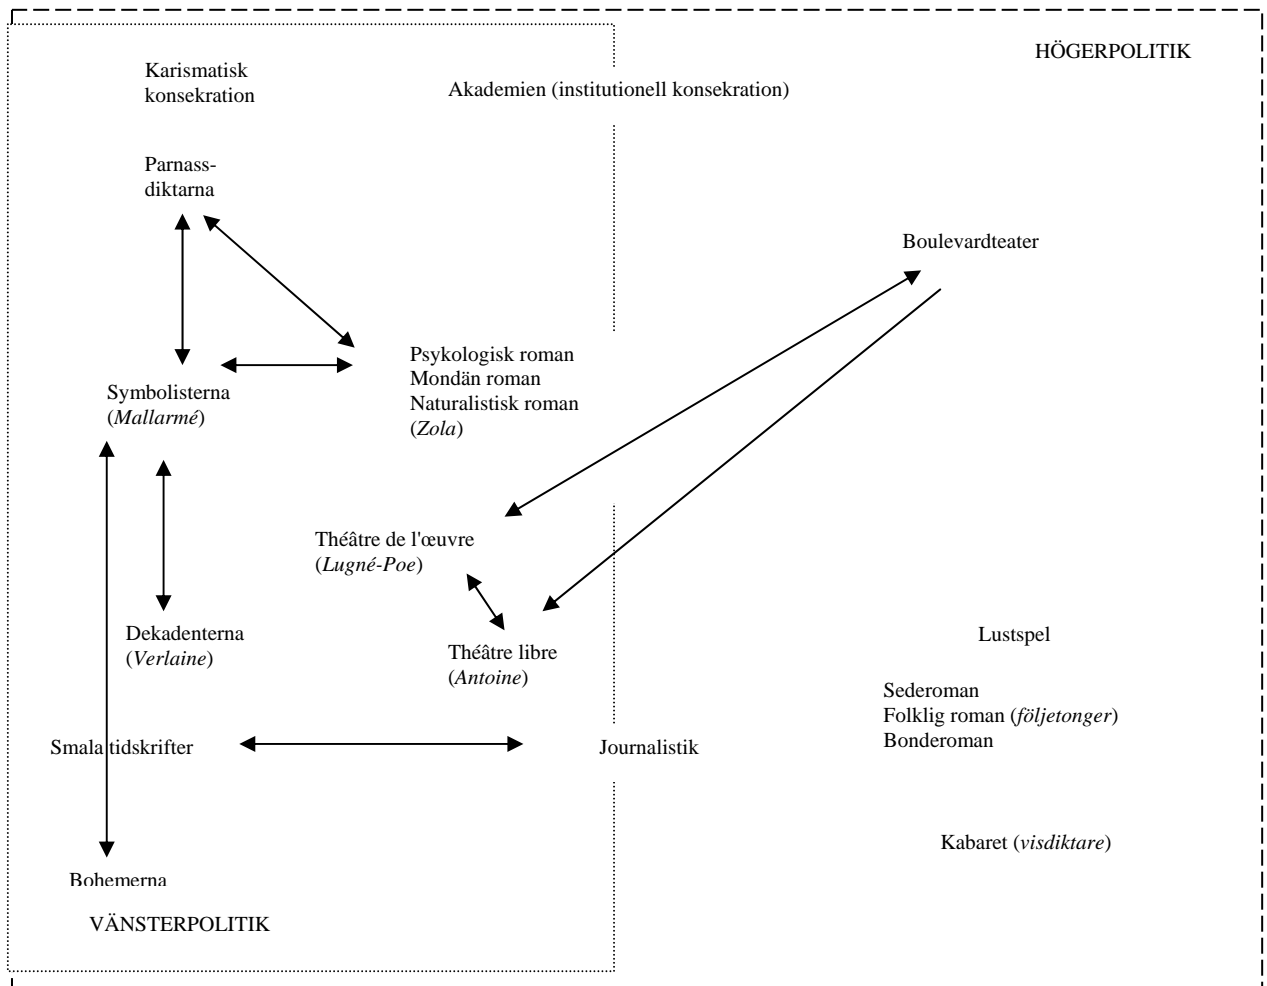 HÖGERPOLITIK
Karismatisk
konsekration
Akademien (institutionell konsekration)
Parnass-
diktarna
Boulevardteater
Psykologisk roman
Mondän roman
Naturalistisk roman
(Zola)
Symbolisterna
(Mallarmé)
Théâtre de l'œuvre
(Lugné-Poe)
Dekadenterna
(Verlaine)
Théâtre libre
(Antoine)
Lustspel
Sederoman
Folklig roman (följetonger)
Bonderoman
Smala tidskrifter
Journalistik
Kabaret (visdiktare)
Bohemerna
VÄNSTERPOLITIK